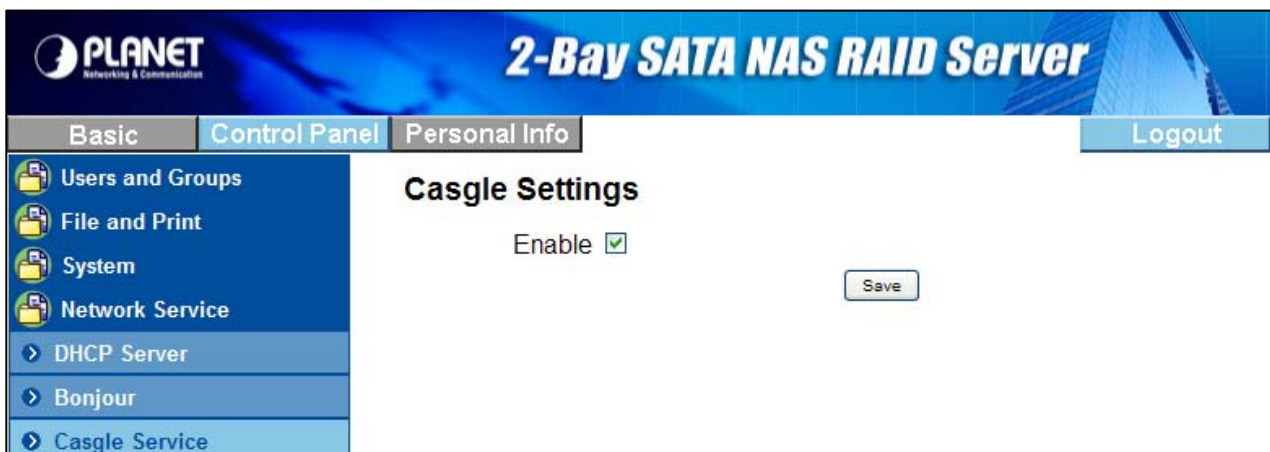 PLANET
Networking & Communication
2-Bay SATA NAS RAID Server
Basic Control Panel Personal Info Logout
Users and Groups
File and Print
System
Network Service
DHCP Server
Bonjour
Casgle Service
Casgle Settings
Enable
Save